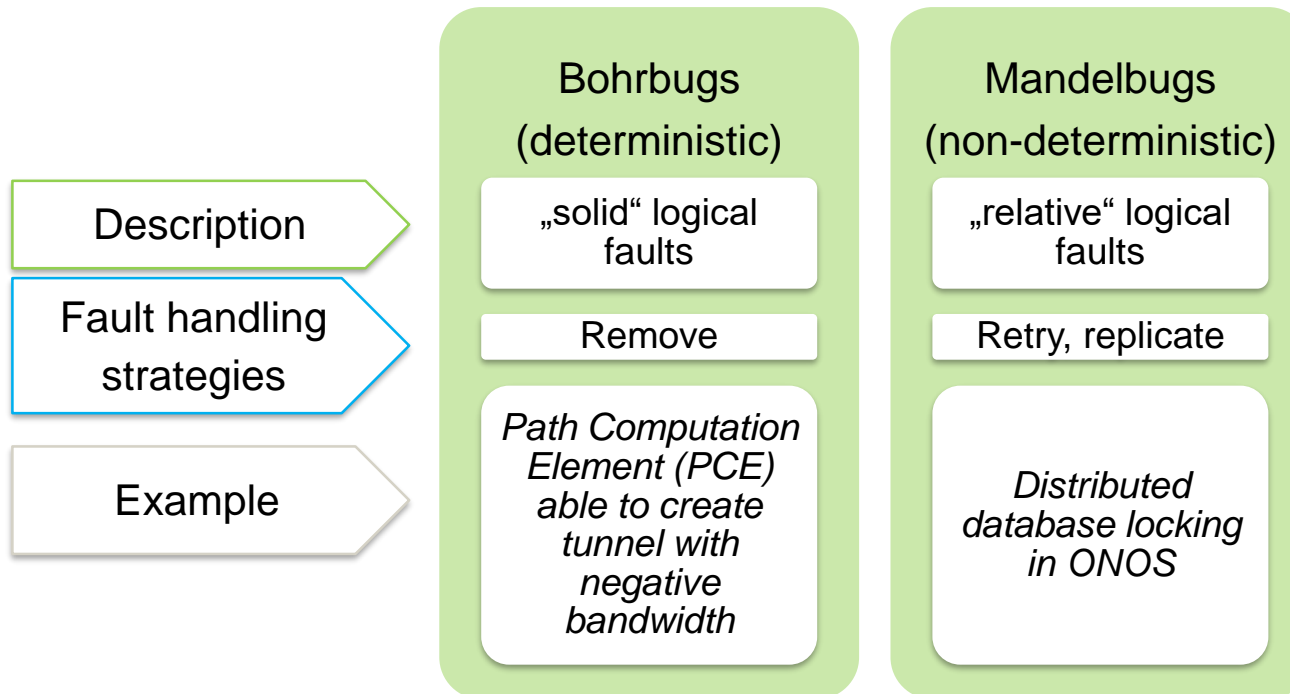 Bohrbugs
(deterministic)
Mandelbugs
(non-deterministic)
Description
„solid“ logical
faults
„relative“ logical
faults
Fault handling
strategies
Remove
Retry, replicate
Example
Path Computation
Element (PCE)
able to create
tunnel with
negative
bandwidth
Distributed
database locking
in ONOS